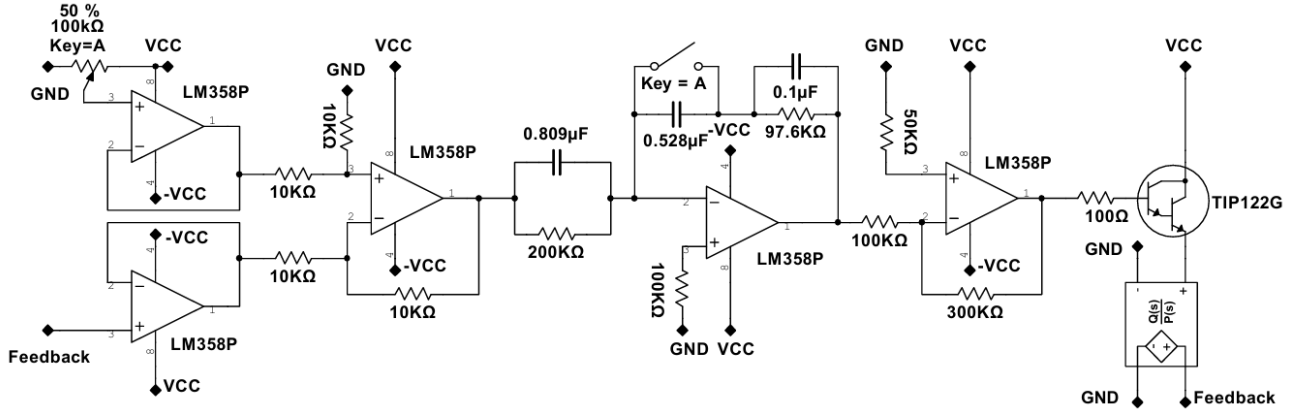 50 %
100kΩ
Key=A
VCC
GND
LM358P
3
2
8
4
1
-VCC
10KΩ
-VCC
2
3
4
8
1
LM358P
VCC
Feedback
10KΩ
GND
10KΩ
VCC
LM358P
3
2
8
4
1
-VCC
10KΩ
0.809µF
200KΩ
Key = A
0.528µF
0.1µF
97.6KΩ
-VCC
4
2
3
8
1
LM358P
100KΩ
GND
VCC
100KΩ
GND
50KΩ
VCC
LM358P
3
2
8
4
1
-VCC
300KΩ
100Ω
VCC
TIP122G
GND
- +
Q(s)
P(s)
- +
GND
Feedback